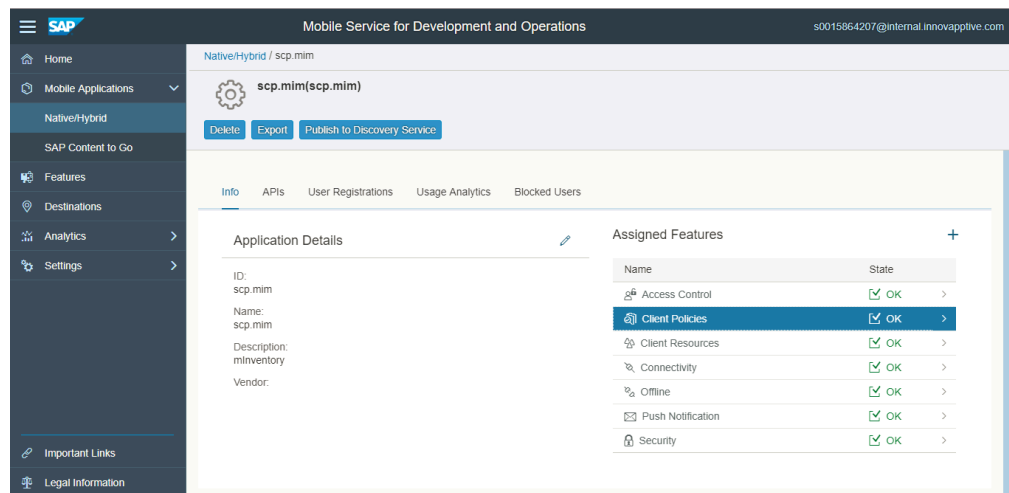 SAP
Mobile Service for Development and Operations
s0015864207@internal.innovapptive.com
Home
Mobile Applications
Native/Hybrid
SAP Content to Go
Features
Destinations
Analytics
Settings
Important Links
Legal Information
Native/Hybrid / scp.mim
scp.mim(scp.mim)
Delete Export Publish to Discovery Service
Info APIs User Registrations Usage Analytics Blocked Users
Application Details
ID:
scp.mim
Name:
scp.mim
Description:
mInventory
Vendor:
Assigned Features
Name State
Access Control OK
Client Policies OK
Client Resources OK
Connectivity OK
Offline OK
Push Notification OK
Security OK